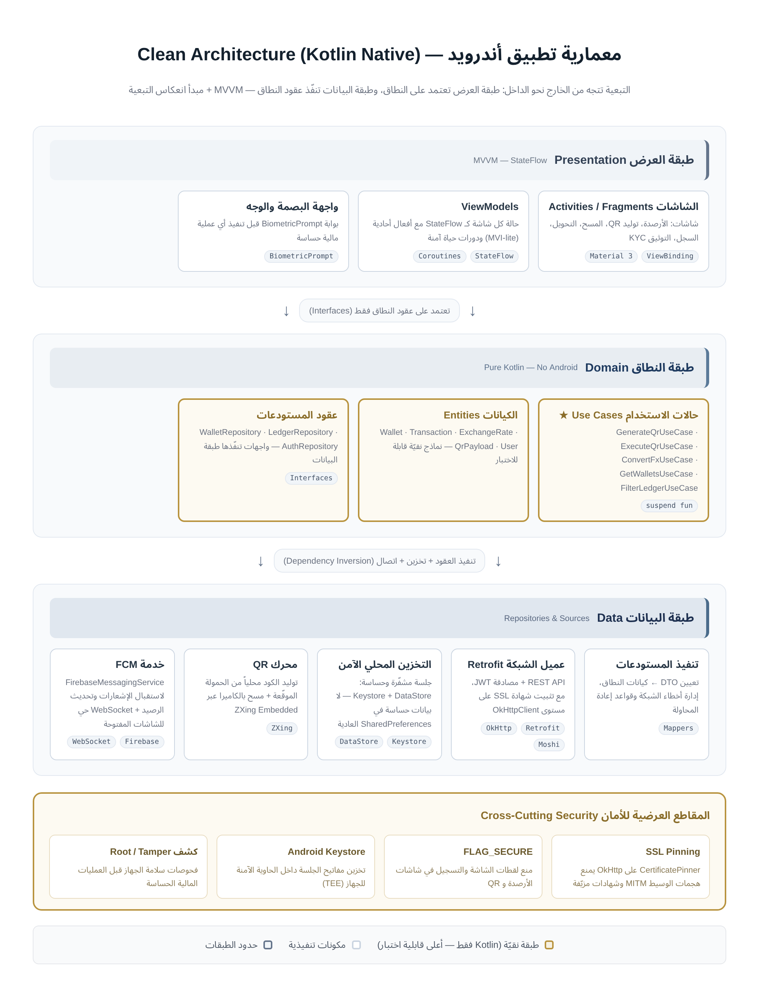 معمارية تطبيق أندرويد — Clean Architecture (Kotlin Native)
التبعية تتجه من الخارج نحو الداخل: طبقة العرض تعتمد على النطاق، وطبقة البيانات تنفّذ عقود النطاق — MVVM + مبدأ انعكاس التبعية
طبقة العرض Presentation MVVM — StateFlow
الشاشات Activities / Fragments
شاشات: الأرصدة، توليد QR، المسح، التحويل،
السجل، التوثيق KYC
ViewBinding Material 3
ViewModels
حالة كل شاشة كـ StateFlow مع أفعال أحادية
(MVI-lite) ودورات حياة آمنة
StateFlow Coroutines
واجهة البصمة والوجه
بوابة BiometricPrompt قبل تنفيذ أي عملية
مالية حساسة
BiometricPrompt
↓ تعتمد على عقود النطاق فقط (Interfaces) ↓
طبقة النطاق Domain Pure Kotlin — No Android
حالات الاستخدام Use Cases ★
GenerateQrUseCase ·
ExecuteQrUseCase ·
ConvertFxUseCase ·
GetWalletsUseCase ·
FilterLedgerUseCase
suspend fun
الكيانات Entities
Wallet · Transaction · ExchangeRate ·
QrPayload · User — نماذج نقيّة قابلة
للاختبار
عقود المستودعات
WalletRepository · LedgerRepository ·
AuthRepository — واجهات تنفّذها طبقة
البيانات
Interfaces
↓ تنفيذ العقود + تخزين + اتصال (Dependency Inversion) ↓
طبقة البيانات Data Repositories & Sources
تنفيذ المستودعات
تعيين DTO ← كيانات النطاق،
إدارة أخطاء الشبكة وقواعد إعادة
المحاولة
Mappers
عميل الشبكة Retrofit
REST API + مصادقة JWT،
مع تثبيت شهادة SSL على
مستوى OkHttpClient
Retrofit OkHttp
Moshi
التخزين المحلي الآمن
جلسة مشفّرة وحساسة:
Keystore + DataStore — لا
بيانات حساسة في
SharedPreferences العادية
Keystore DataStore
محرك QR
توليد الكود محلياً من الحمولة
الموقّعة + مسح بالكاميرا عبر
ZXing Embedded
ZXing
خدمة FCM
FirebaseMessagingService
لاستقبال الإشعارات وتحديث
الرصيد + WebSocket حي
للشاشات المفتوحة
Firebase WebSocket
المقاطع العرضية للأمان Cross-Cutting Security
SSL Pinning
CertificatePinner على OkHttp يمنع
هجمات الوسيط MITM وشهادات مزيّفة
FLAG_SECURE
منع لقطات الشاشة والتسجيل في شاشات
الأرصدة و QR
Android Keystore
تخزين مفاتيح الجلسة داخل الحاوية الآمنة
للجهاز (TEE)
كشف Root / Tamper
فحوصات سلامة الجهاز قبل العمليات
المالية الحساسة
طبقة نقيّة (Kotlin فقط — أعلى قابلية اختبار) مكونات تنفيذية حدود الطبقات